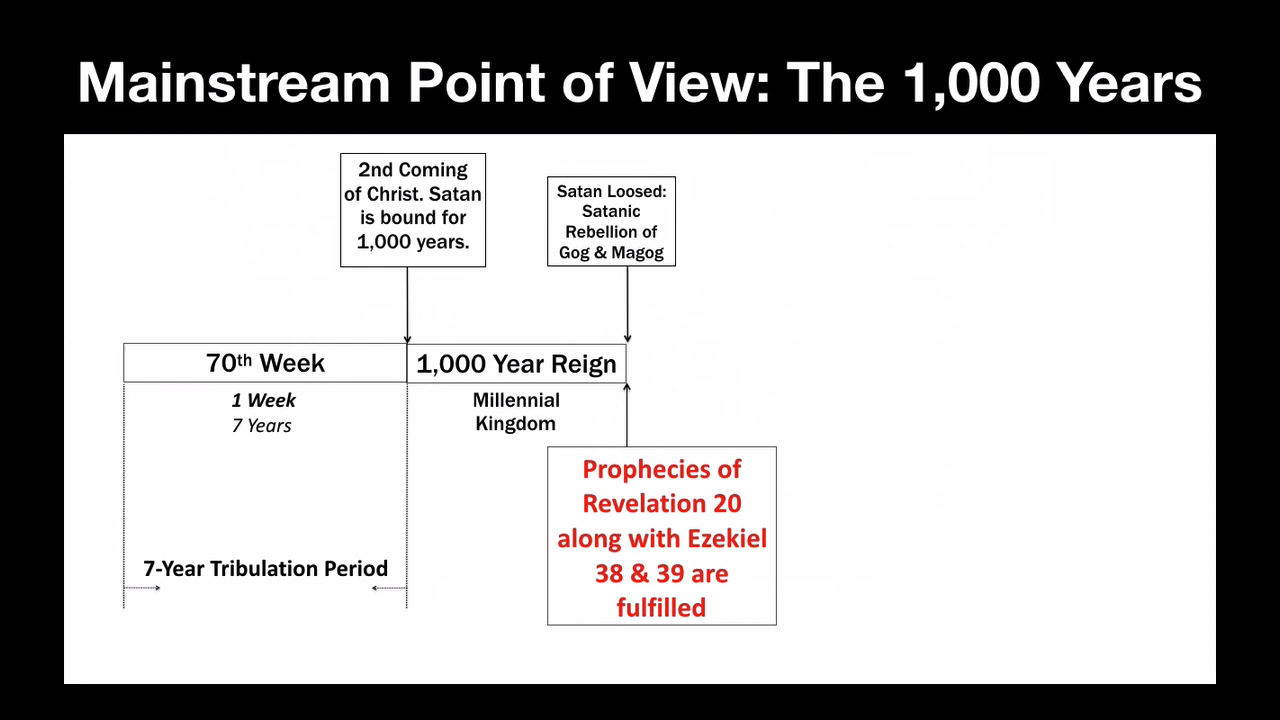 Mainstream Point of View: The 1,000 Years
2nd Coming
of Christ. Satan
is bound for
1,000 years.
Satan Loosed:
Satanic
Rebellion of
Gog & Magog
70th Week
1,000 Year Reign
1 Week
7 Years
Millennial
Kingdom
Prophecies of
Revelation 20
along with Ezekiel
38 & 39 are
fulfilled
7-Year Tribulation Period